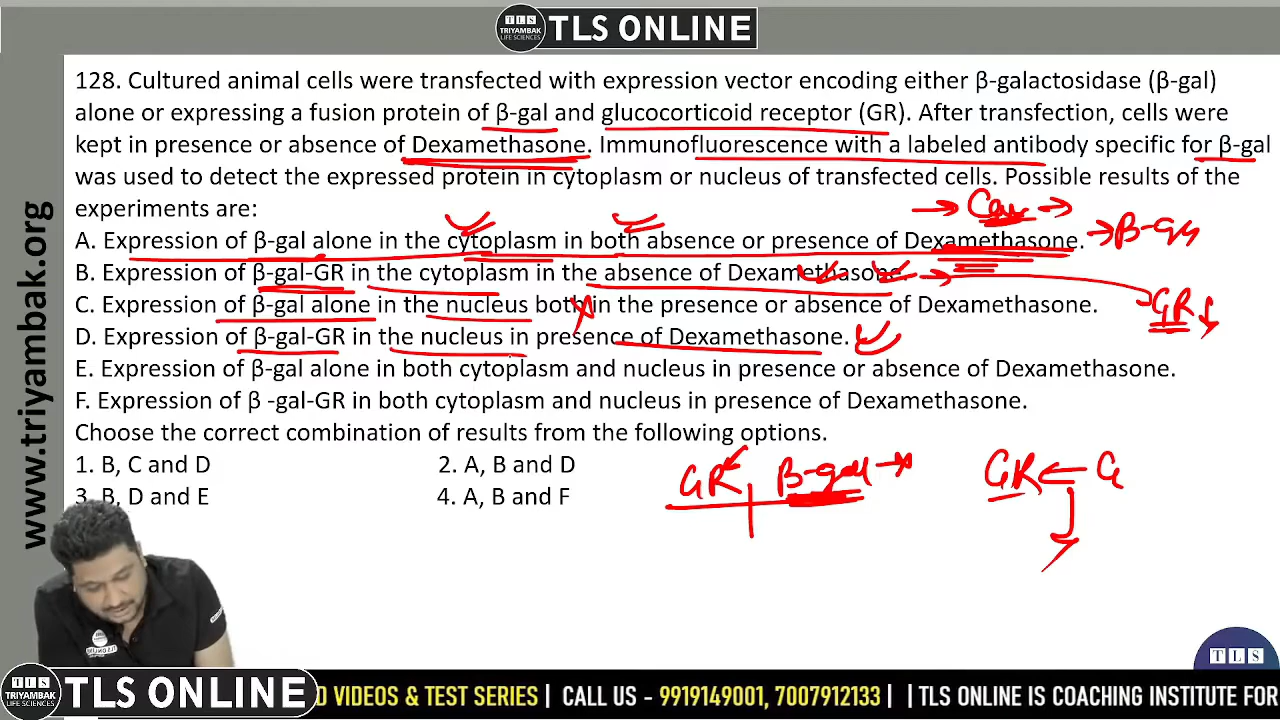 TLS TRIYAMBAK LIFE SCIENCES TLS ONLINE
128. Cultured animal cells were transfected with expression vector encoding either β-galactosidase (β-gal)
alone or expressing a fusion protein of β-gal and glucocorticoid receptor (GR). After transfection, cells were
kept in presence or absence of Dexamethasone. Immunofluorescence with a labeled antibody specific for β-gal
was used to detect the expressed protein in cytoplasm or nucleus of transfected cells. Possible results of the
experiments are:
A. Expression of β-gal alone in the cytoplasm in both absence or presence of Dexamethasone. → β-gal
B. Expression of β-gal-GR in the cytoplasm in the absence of Dexamethasone. →
GR
C. Expression of β-gal alone in the nucleus both in the presence or absence of Dexamethasone.
D. Expression of β-gal-GR in the nucleus in presence of Dexamethasone.
E. Expression of β-gal alone in both cytoplasm and nucleus in presence or absence of Dexamethasone.
F. Expression of β -gal-GR in both cytoplasm and nucleus in presence of Dexamethasone.
Choose the correct combination of results from the following options.
1. B, C and D 2. A, B and D
3. B, D and E 4. A, B and F
GR β-gal → GR ← G
www.triyambak.org
TLS
TLS TRIYAMBAK LIFE SCIENCES TLS ONLINE D VIDEOS & TEST SERIES | CALL US - 9919149001, 7007912133 | | TLS ONLINE IS COACHING INSTITUTE FOR